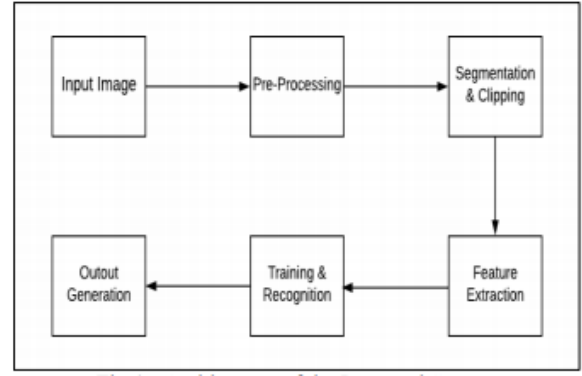 Input Image
Pre-Processing
Segmentation
& Clipping
Outout
Generation
Training &
Recognition
Feature
Extraction